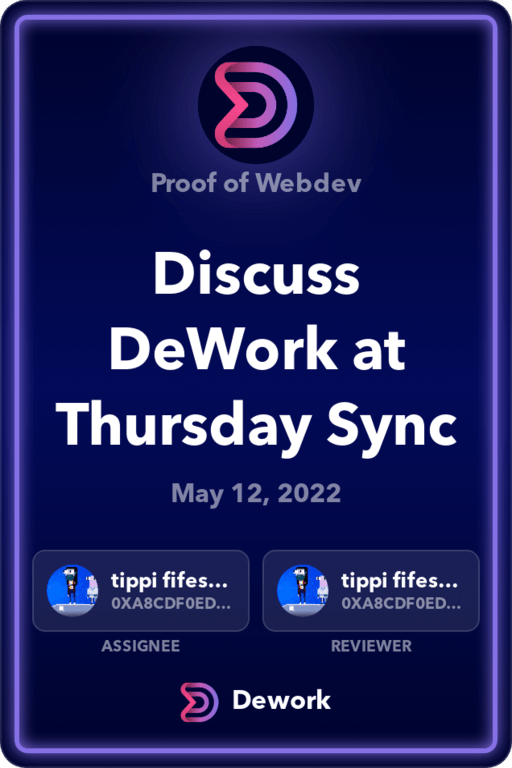 Proof of Webdev
Discuss
DeWork at
Thursday Sync
May 12, 2022
tippi fifes...
0XA8CDF0ED...
ASSIGNEE
tippi fifes...
0XA8CDF0ED...
REVIEWER
Dework